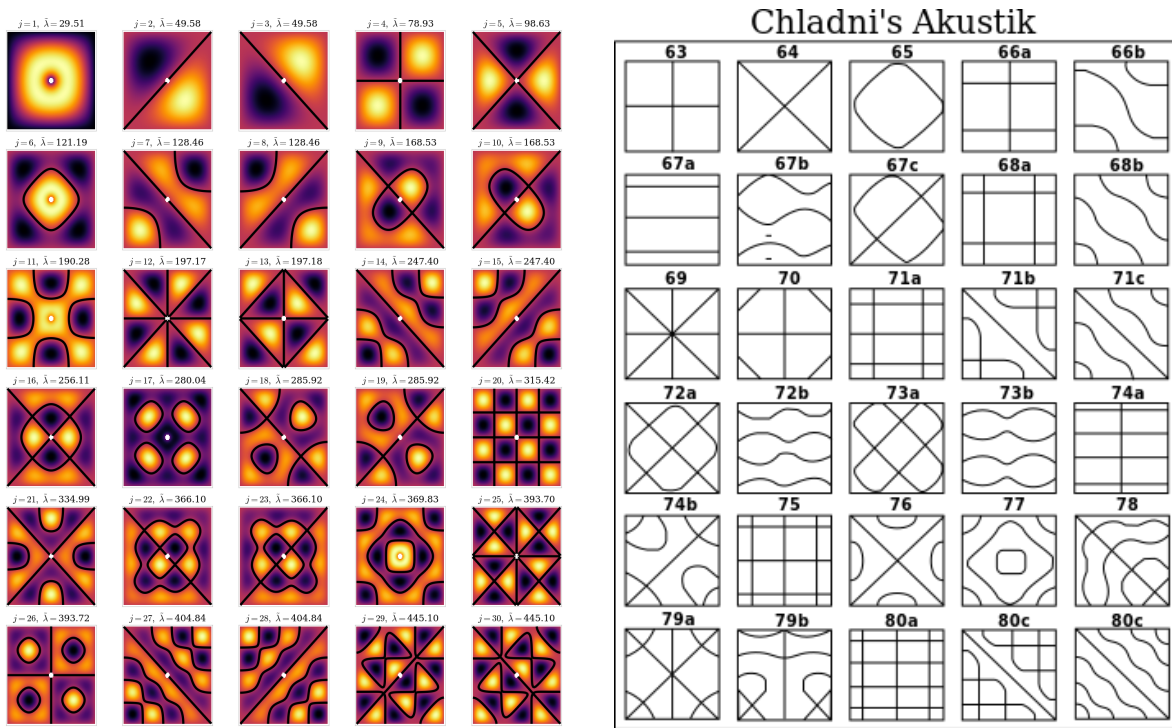 j=1, λ̃=29.51
j=2, λ̃=49.58
j=3, λ̃=49.58
j=4, λ̃=78.93
j=5, λ̃=98.63
j=6, λ̃=121.19
j=7, λ̃=128.46
j=8, λ̃=128.46
j=9, λ̃=168.53
j=10, λ̃=168.53
j=11, λ̃=190.28
j=12, λ̃=197.17
j=13, λ̃=197.18
j=14, λ̃=247.40
j=15, λ̃=247.40
j=16, λ̃=256.11
j=17, λ̃=280.04
j=18, λ̃=285.92
j=19, λ̃=285.92
j=20, λ̃=315.42
j=21, λ̃=334.99
j=22, λ̃=366.10
j=23, λ̃=366.10
j=24, λ̃=369.83
j=25, λ̃=393.70
j=26, λ̃=393.72
j=27, λ̃=404.84
j=28, λ̃=404.84
j=29, λ̃=445.10
j=30, λ̃=445.10
Chladni's Akustik
63 64 65 66a 66b
67a 67b 67c 68a 68b
69 70 71a 71b 71c
72a 72b 73a 73b 74a
74b 75 76 77 78
79a 79b 80a 80c 80c